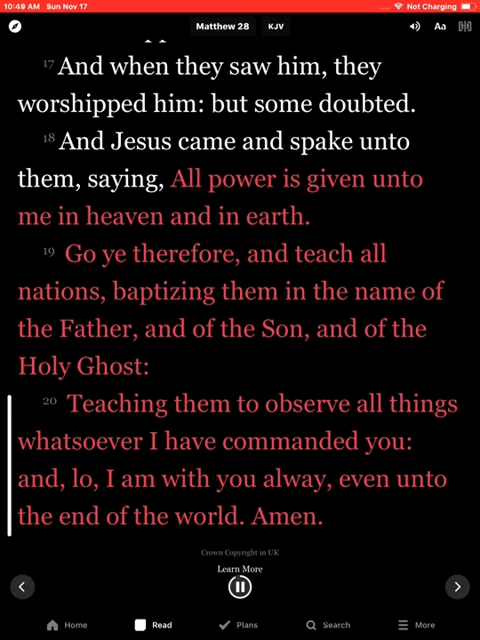 10:49 AM Sun Nov 17
Not Charging
Matthew 28 KJV
Aa
17 And when they saw him, they
worshipped him: but some doubted.
18 And Jesus came and spake unto
them, saying, All power is given unto
me in heaven and in earth.
19 Go ye therefore, and teach all
nations, baptizing them in the name of
the Father, and of the Son, and of the
Holy Ghost:
20 Teaching them to observe all things
whatsoever I have commanded you:
and, lo, I am with you alway, even unto
the end of the world. Amen.
Crown Copyright in UK
Learn More
Home Read Plans Search More